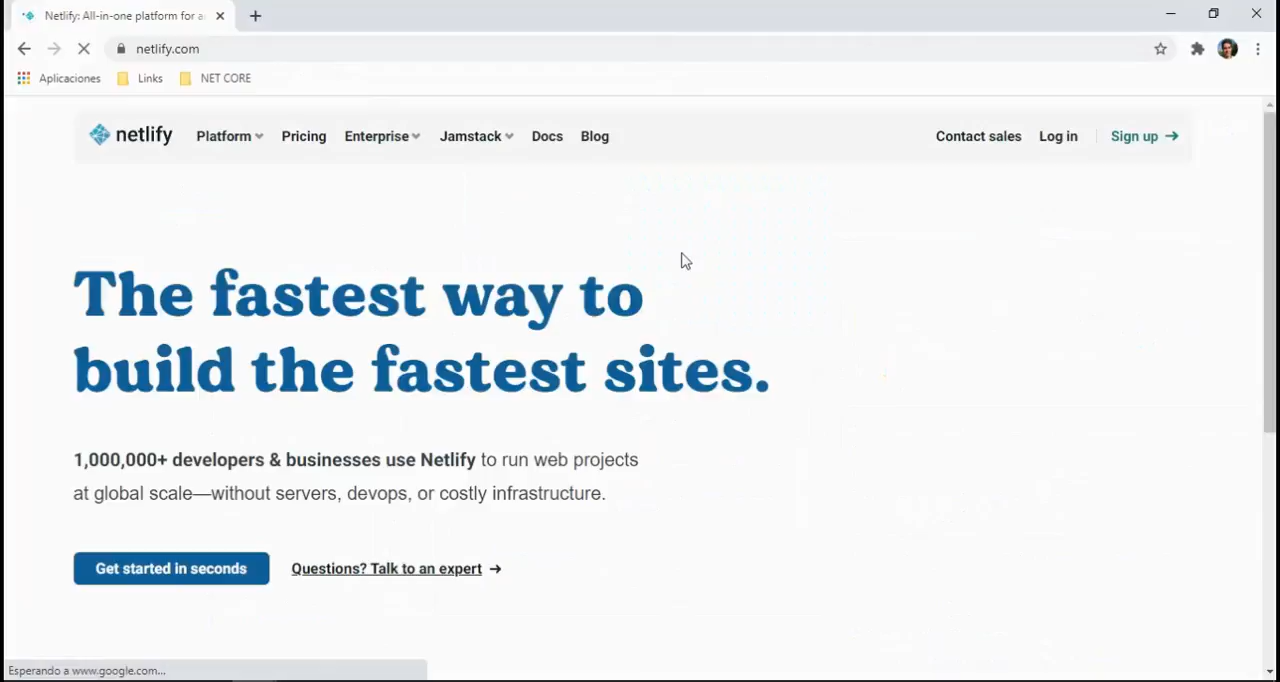 Netlify: All-in-one platform for a
netlify.com
Aplicaciones Links NET CORE
netlify Platform Pricing Enterprise Jamstack Docs Blog Contact sales Log in Sign up →
The fastest way to
build the fastest sites.
1,000,000+ developers & businesses use Netlify to run web projects
at global scale—without servers, devops, or costly infrastructure.
Get started in seconds Questions? Talk to an expert →
Esperando a www.google.com...